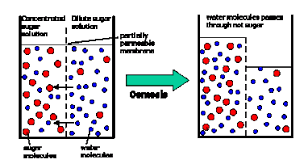 Concentrated sugar solution
Dilute sugar solution
partially permeable membrane
sugar molecules
water molecules
Osmosis
water molecules passes through not sugar